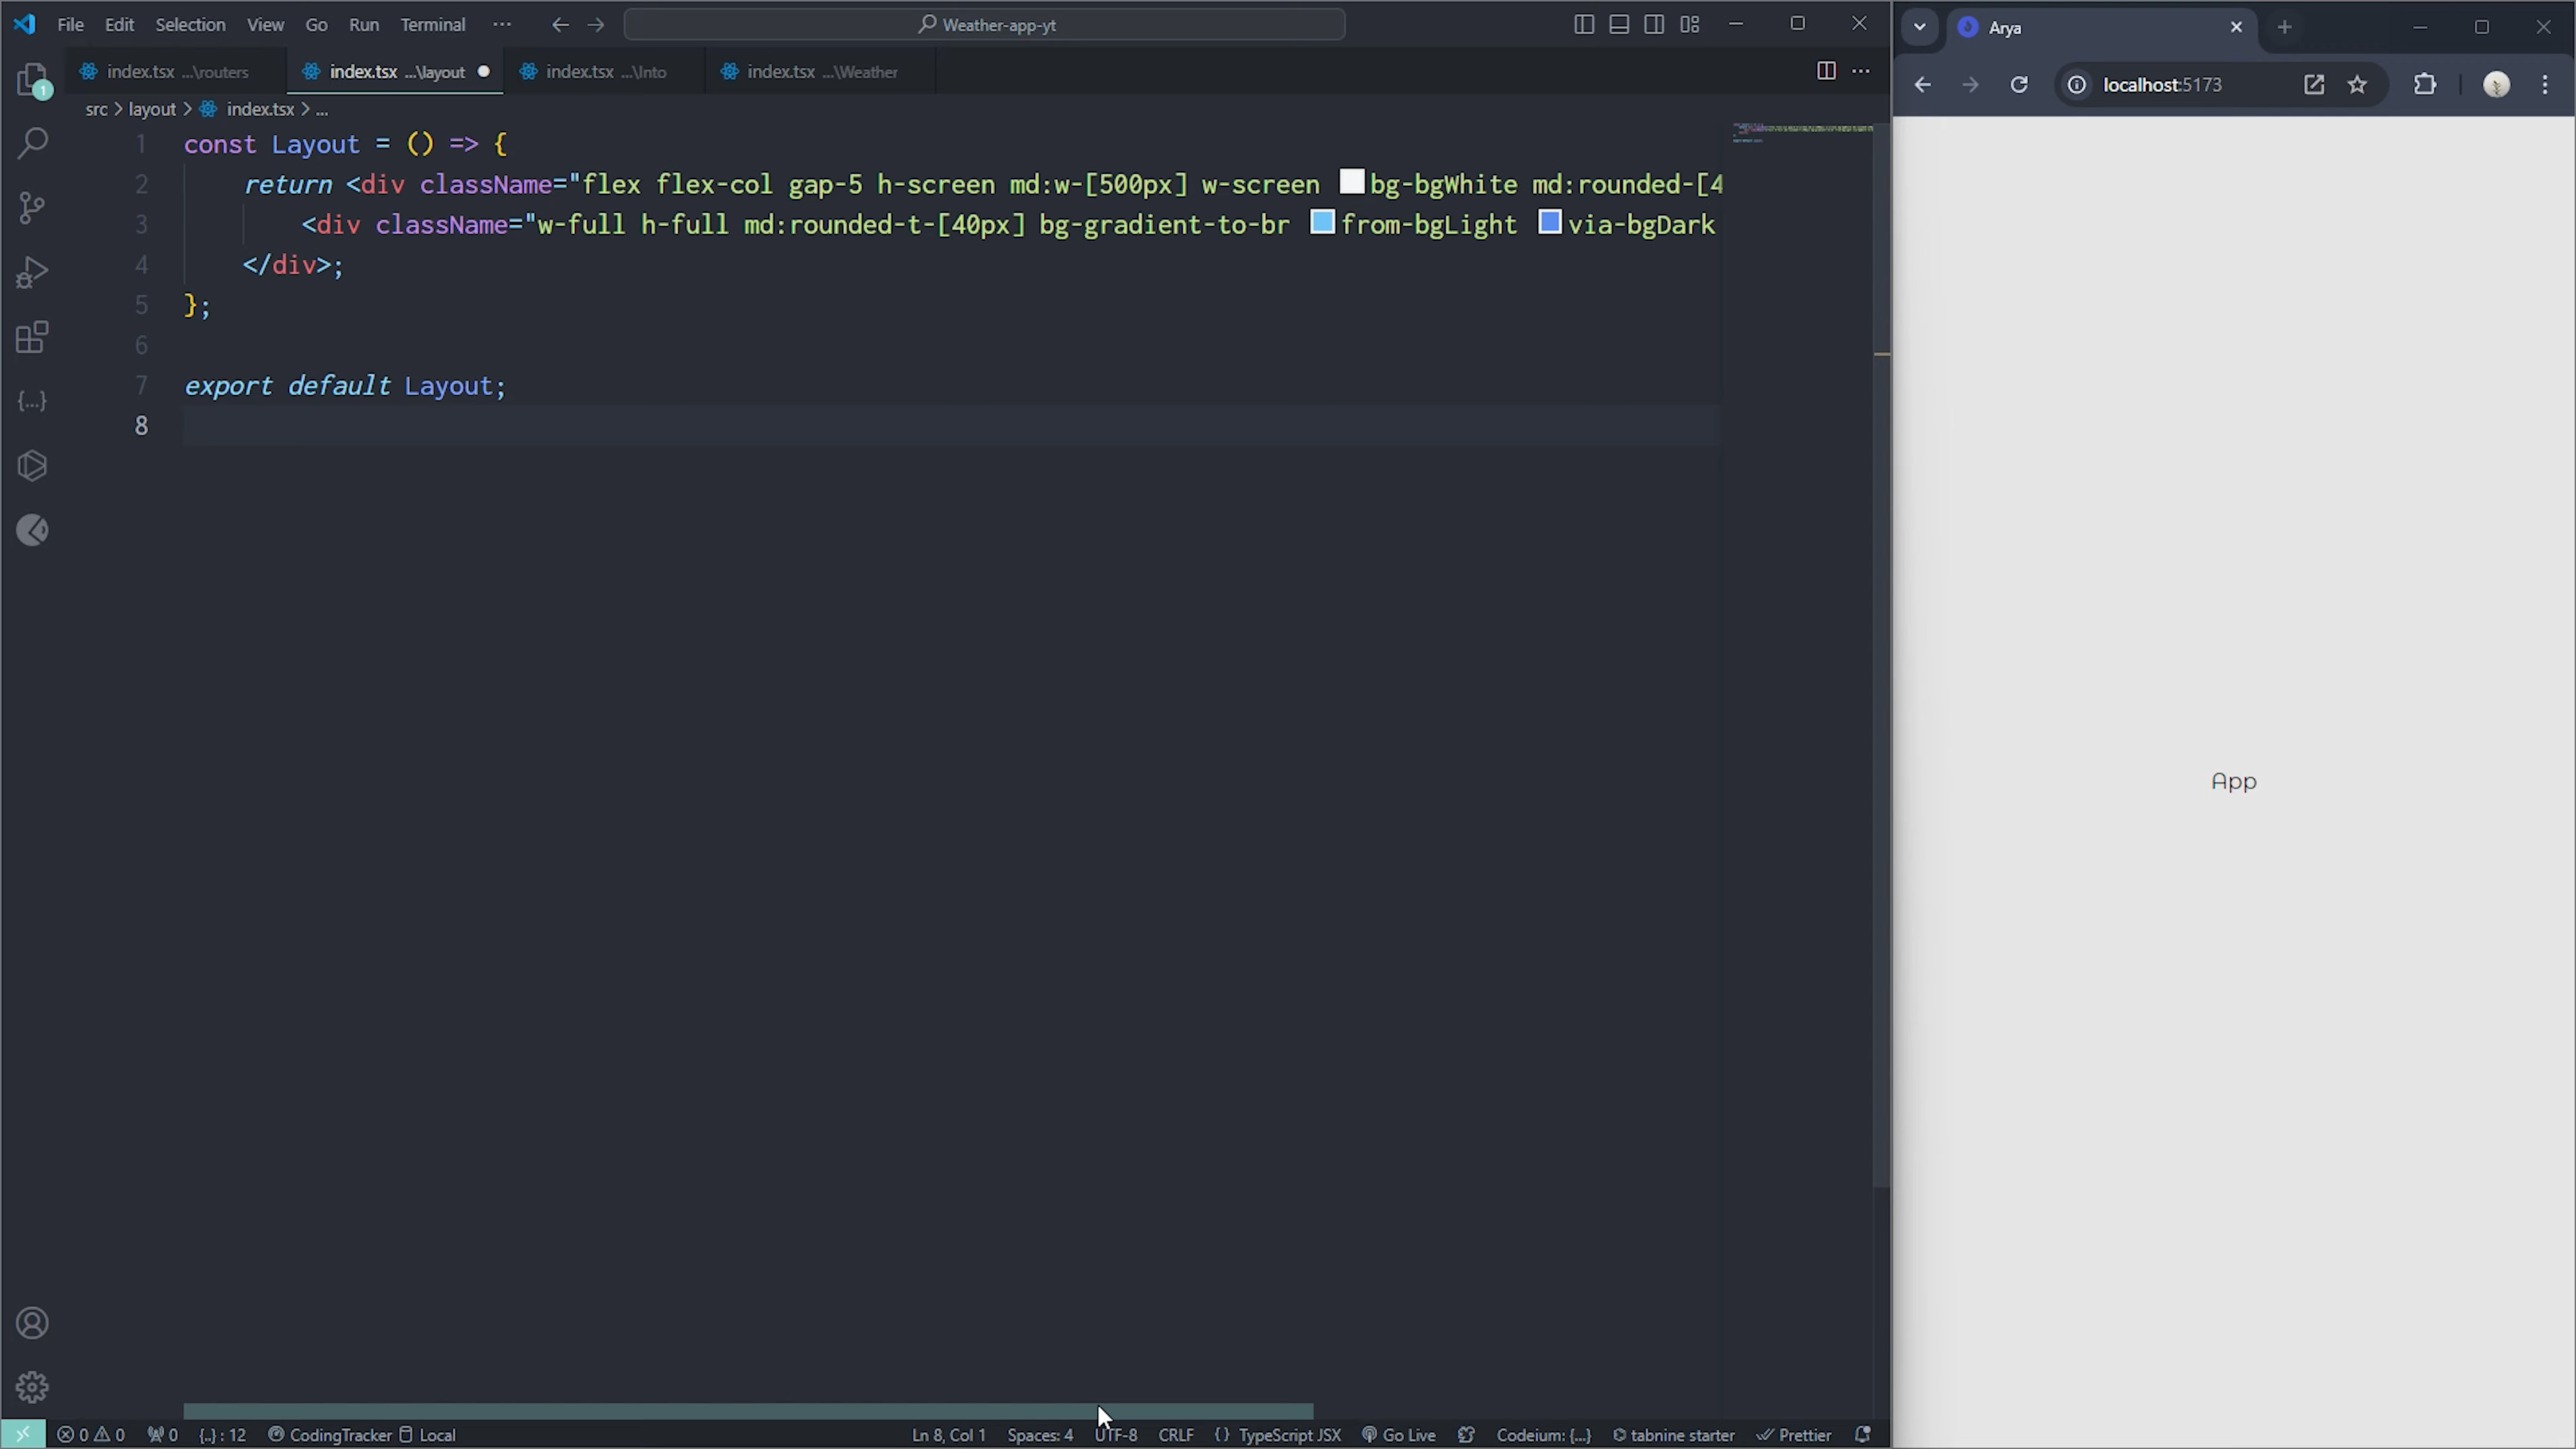 File Edit Selection View Go Run Terminal ··· Weather-app-yt
index.tsx ...\routers index.tsx ...\layout index.tsx ...\Into index.tsx ...\Weather
src > layout > index.tsx > ...
1 const Layout = () => {
2 return <div className="flex flex-col gap-5 h-screen md:w-[500px] w-screen bg-bgWhite md:rounded-[4
3 <div className="w-full h-full md:rounded-t-[40px] bg-gradient-to-br from-bgLight via-bgDark
4 </div>;
5 };
6
7 export default Layout;
8
1
0 0 0 {..} : 12 CodingTracker Local Ln 8, Col 1 Spaces: 4 UTF-8 CRLF {} TypeScript JSX Go Live Codeium: {...} tabnine starter Prettier
Arya
localhost:5173
App